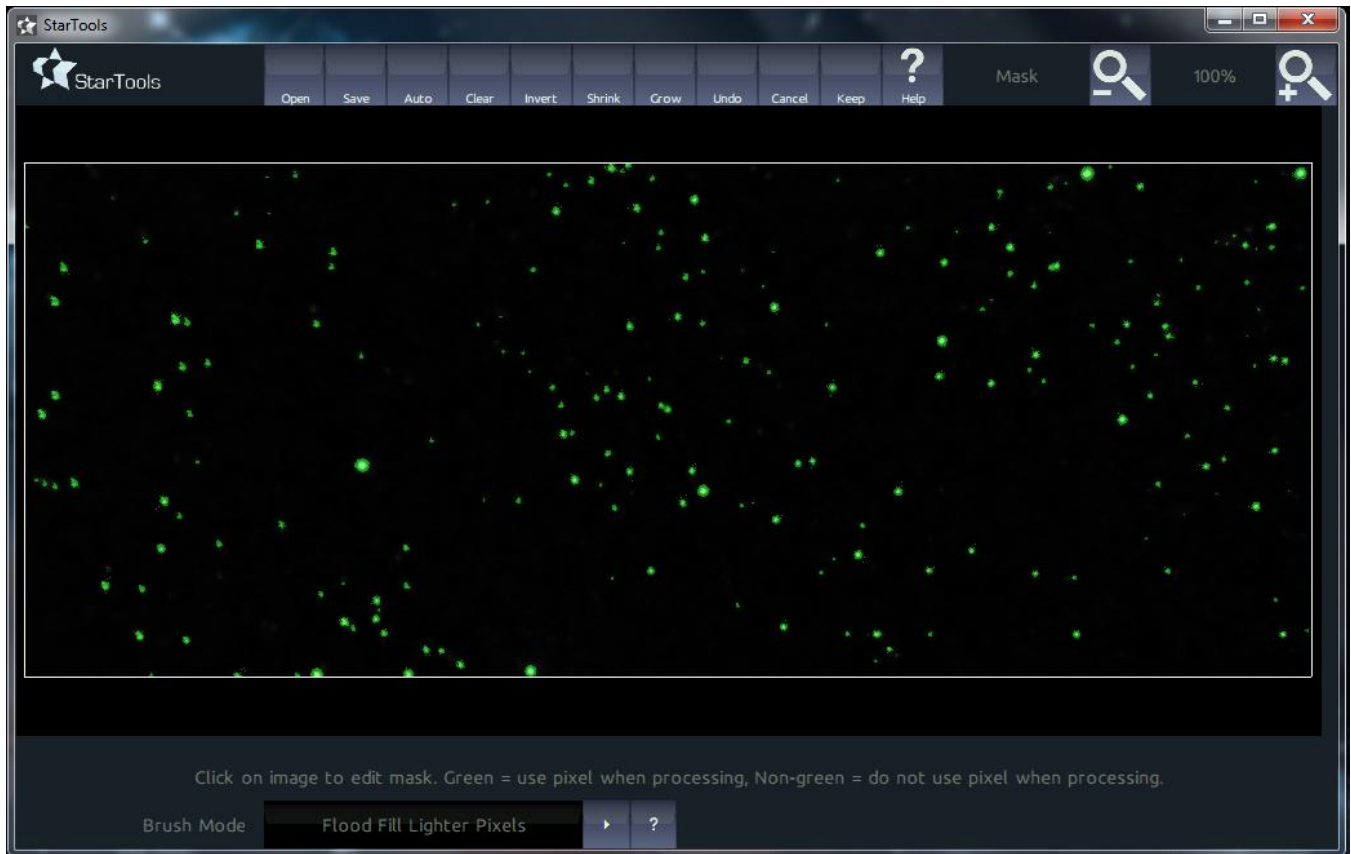 StarTools
StarTools
Open Save Auto Clear Invert Shrink Grow Undo Cancel Keep ? Help Mask 100%
Click on image to edit mask. Green = use pixel when processing, Non-green = do not use pixel when processing.
Brush Mode Flood Fill Lighter Pixels ?